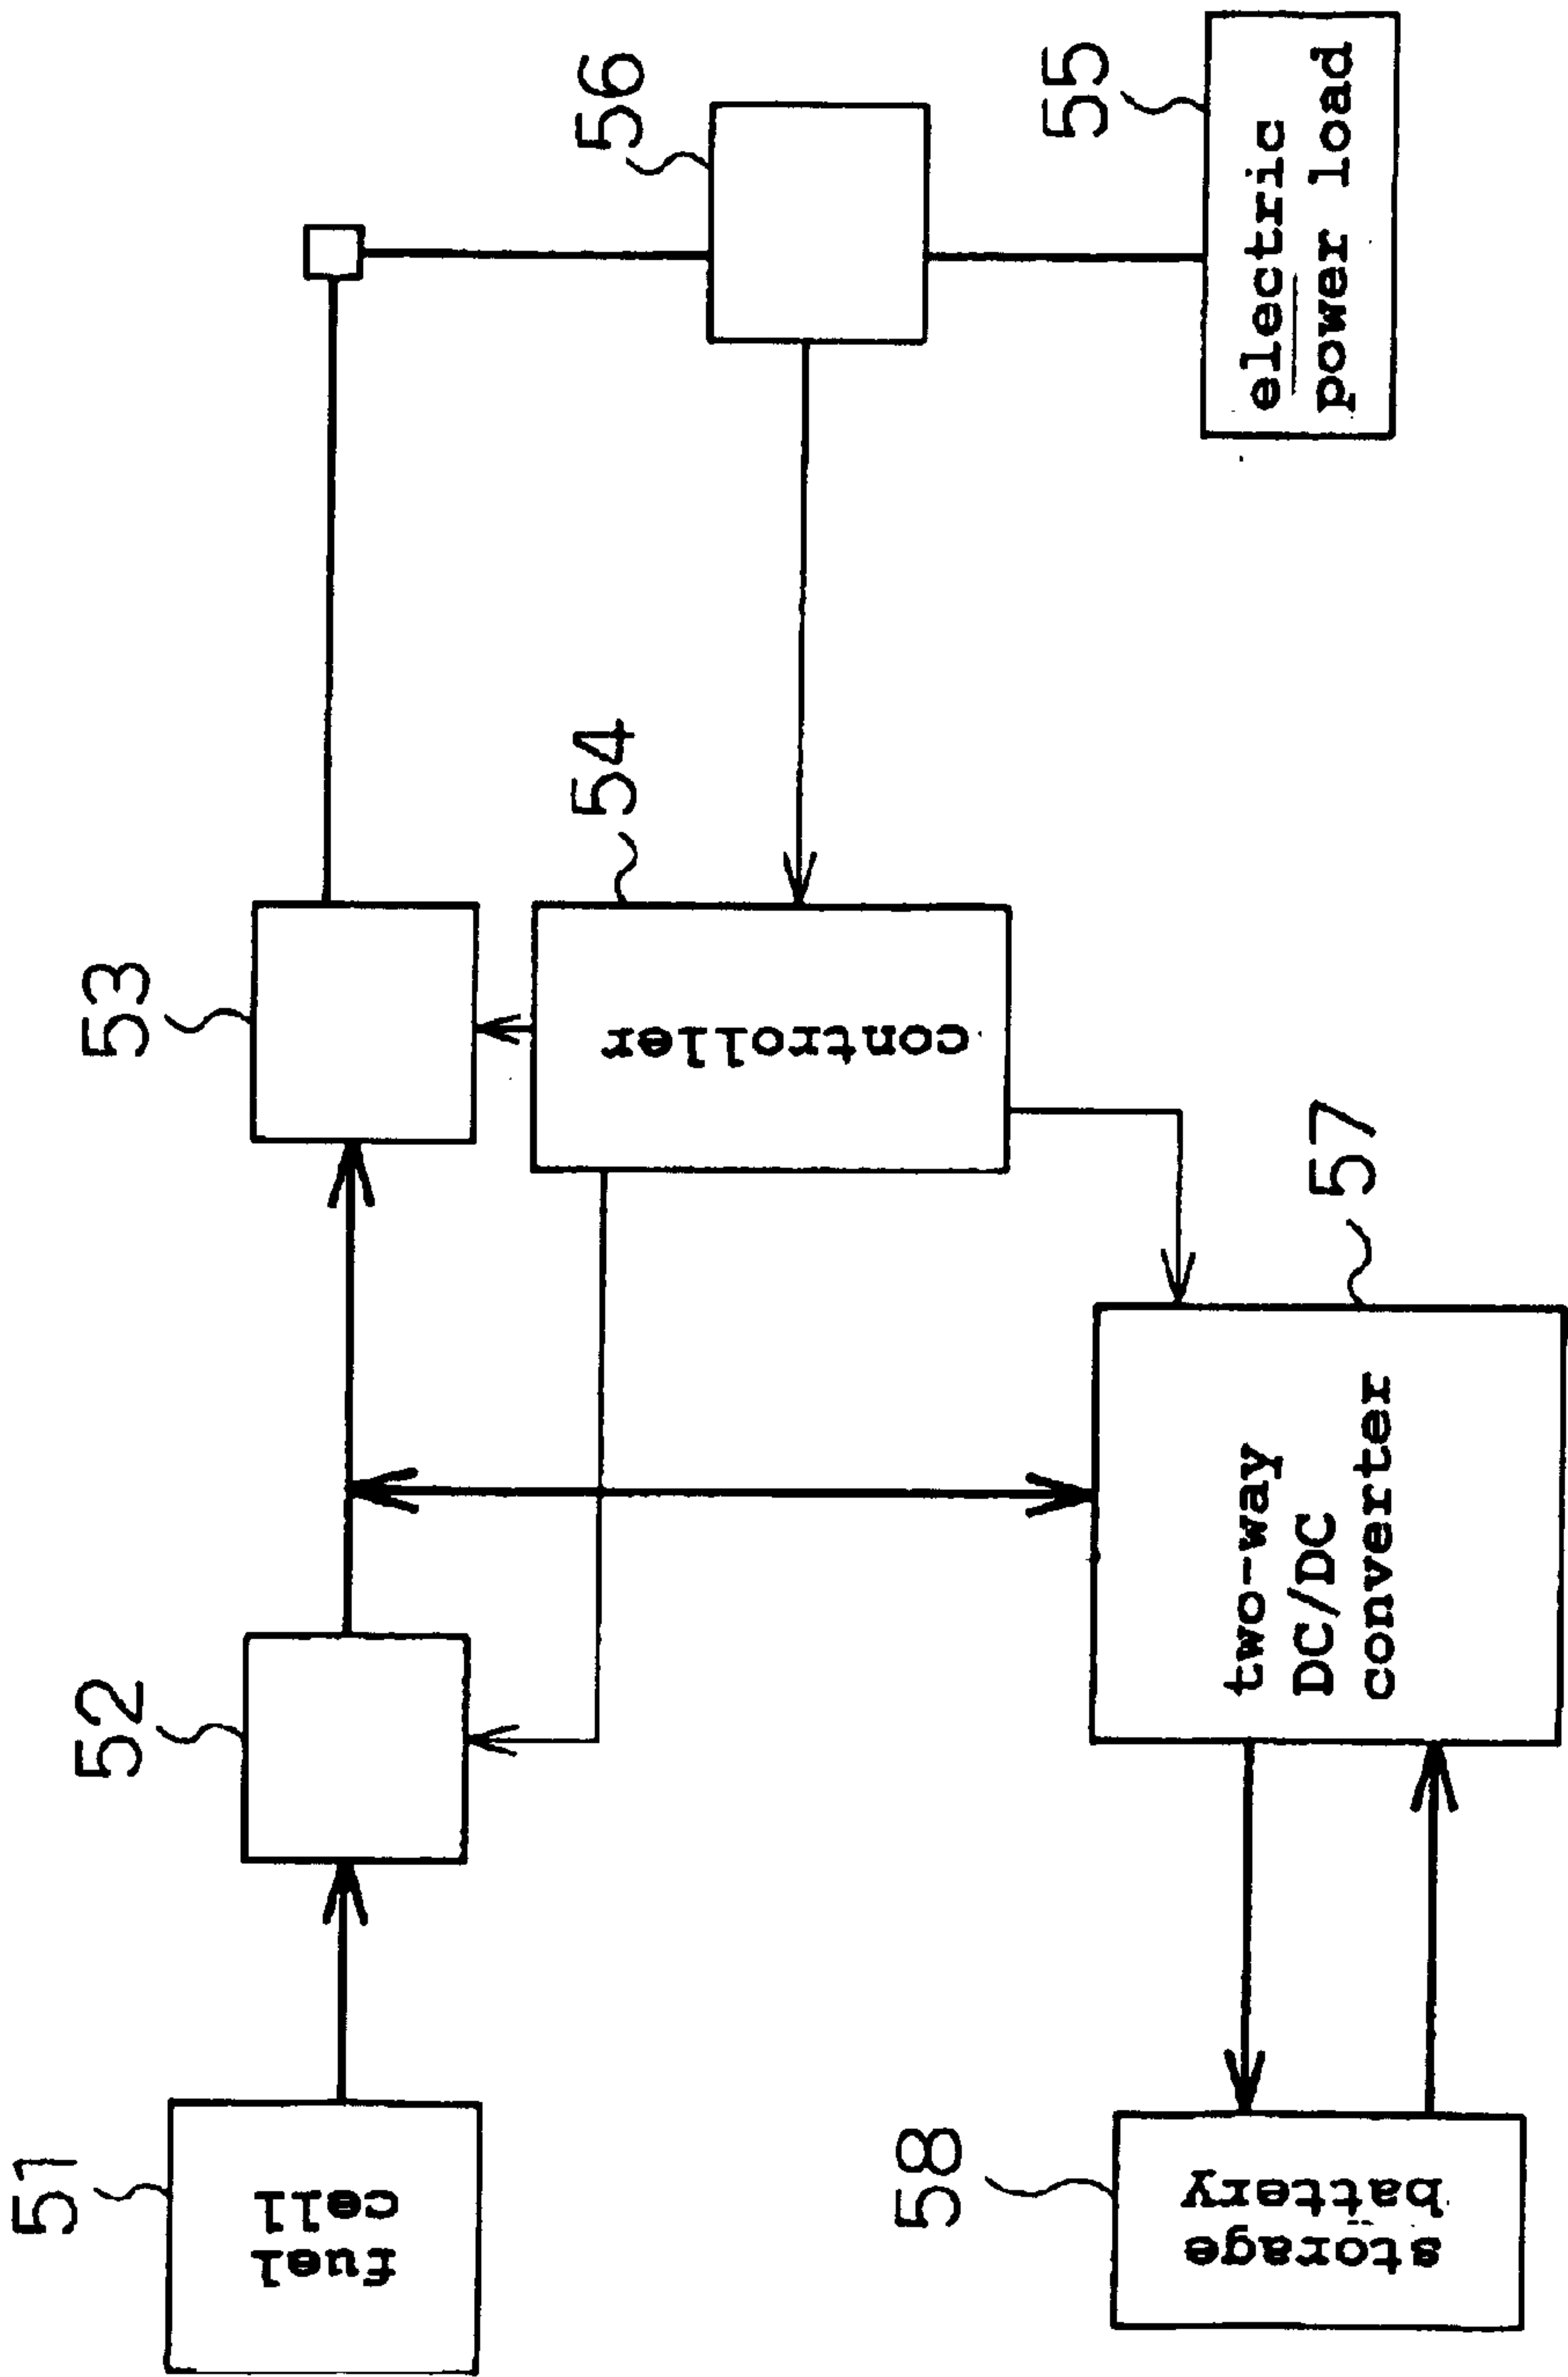 51
fuel
cell
52
53
controller
54
56
55
electric
power load
57
two-way
DC/DC
converter
58
storage
battery